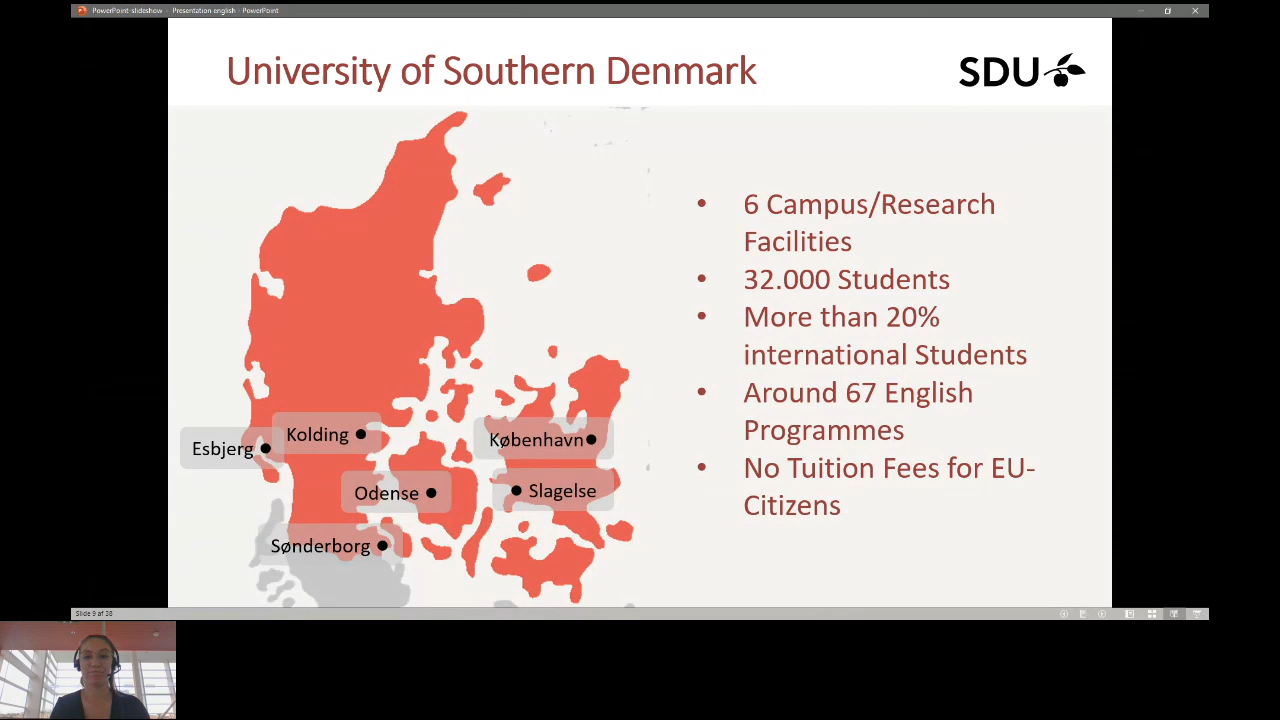 PowerPoint-slideshow - Presentation english - PowerPoint
University of Southern Denmark
SDU
• 6 Campus/Research
Facilities
• 32.000 Students
• More than 20%
international Students
• Around 67 English
Programmes
• No Tuition Fees for EU-
Citizens
Esbjerg
Kolding
København
Odense
Slagelse
Sønderborg
Slide 9 af 38